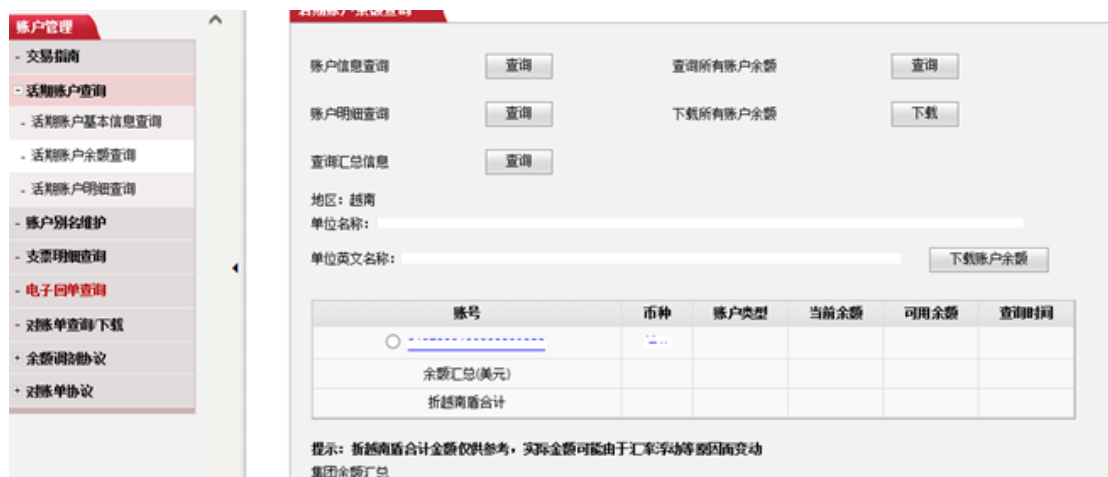 账户管理
- 交易指南
- 活期账户查询
- 活期账户基本信息查询
- 活期账户余额查询
- 活期账户明细查询
- 账户别名维护
- 支票明细查询
- 电子回单查询
- 对账单查询/下载
+ 余额调剂协议
+ 对账单协议
活期账户余额查询
账户信息查询 查询 查询所有账户余额 查询
账户明细查询 查询 下载所有账户余额 下载
查询汇总信息 查询
地区：越南
单位名称：
单位英文名称： 下载账户余额
账号 币种 账户类型 当前余额 可用余额 查询时间
余额汇总(美元)
折越南盾合计
提示：折越南盾合计金额仅供参考，实际金额可能由于汇率浮动等原因而变动
集团余额汇总